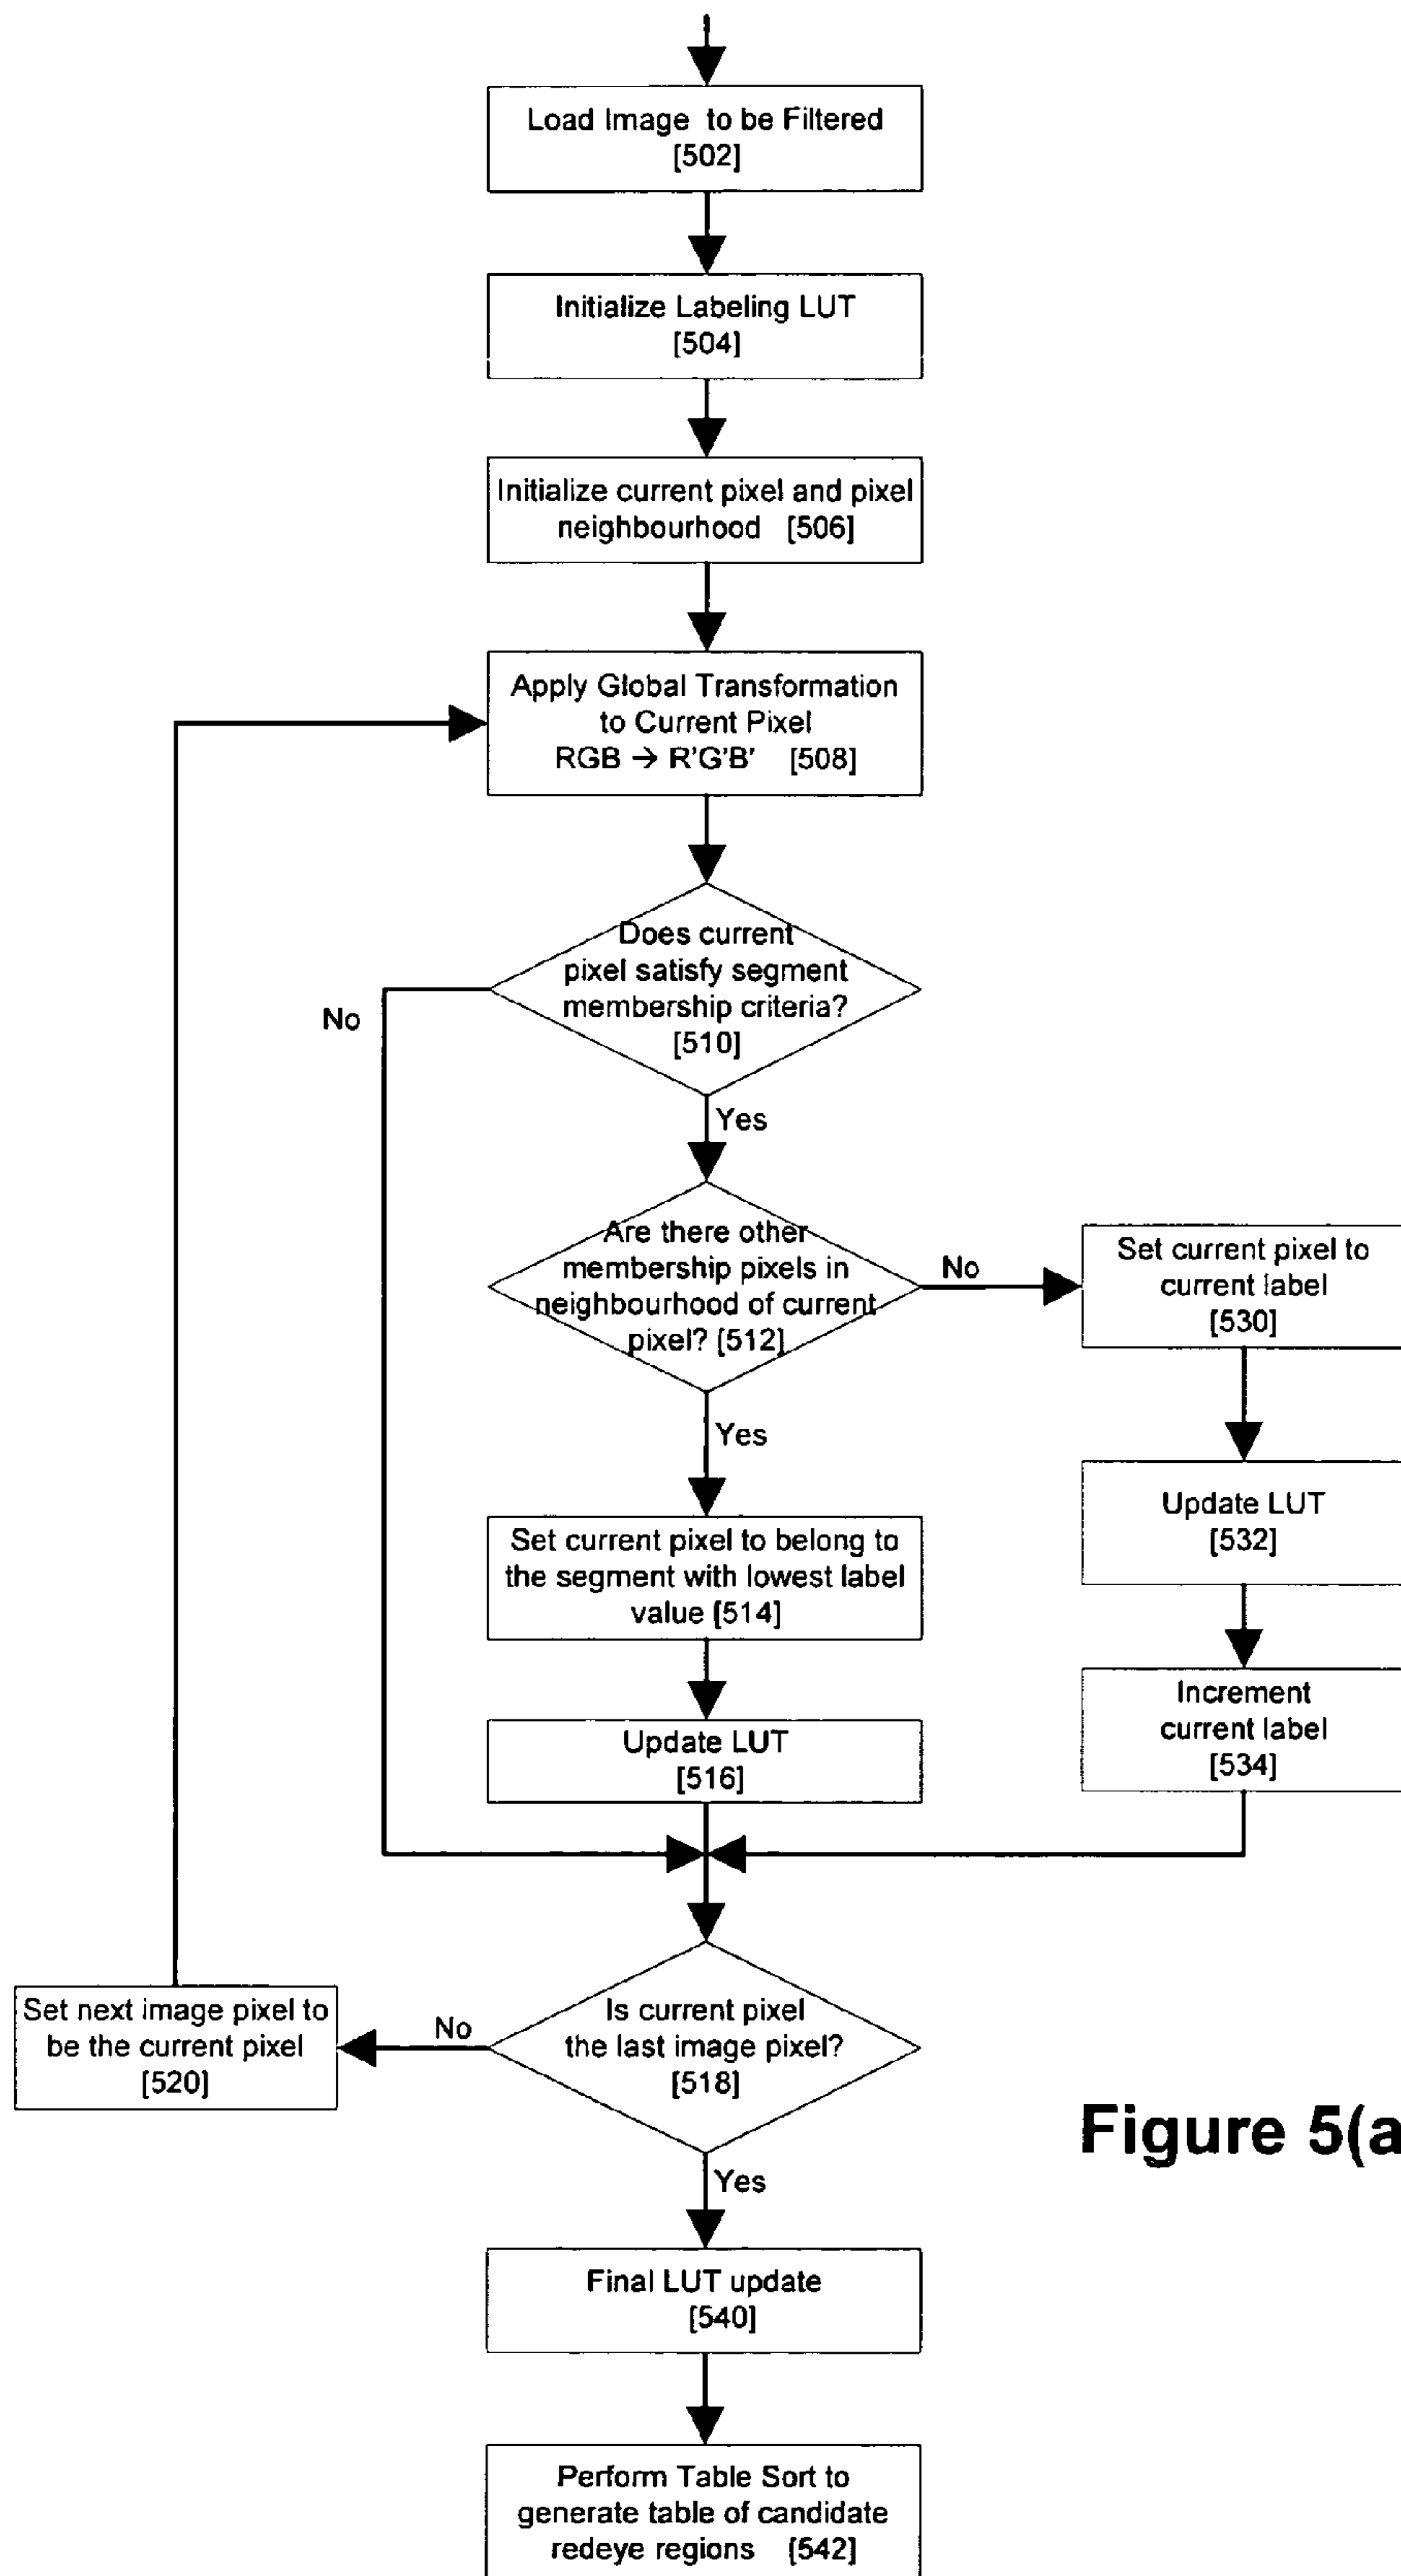 Load Image to be Filtered
[502]
Initialize Labeling LUT
[504]
Initialize current pixel and pixel
neighbourhood [506]
Apply Global Transformation
to Current Pixel
RGB → R'G'B' [508]
Does current
pixel satisfy segment
membership criteria?
[510]
No
Yes
Are there other
membership pixels in
neighbourhood of current
pixel? [512]
No
Set current pixel to
current label
[530]
Yes
Update LUT
[532]
Set current pixel to belong to
the segment with lowest label
value [514]
Increment
current label
[534]
Update LUT
[516]
Is current pixel
the last image pixel?
[518]
No
Set next image pixel to
be the current pixel
[520]
Figure 5(a
Yes
Final LUT update
[540]
Perform Table Sort to
generate table of candidate
redeye regions [542]